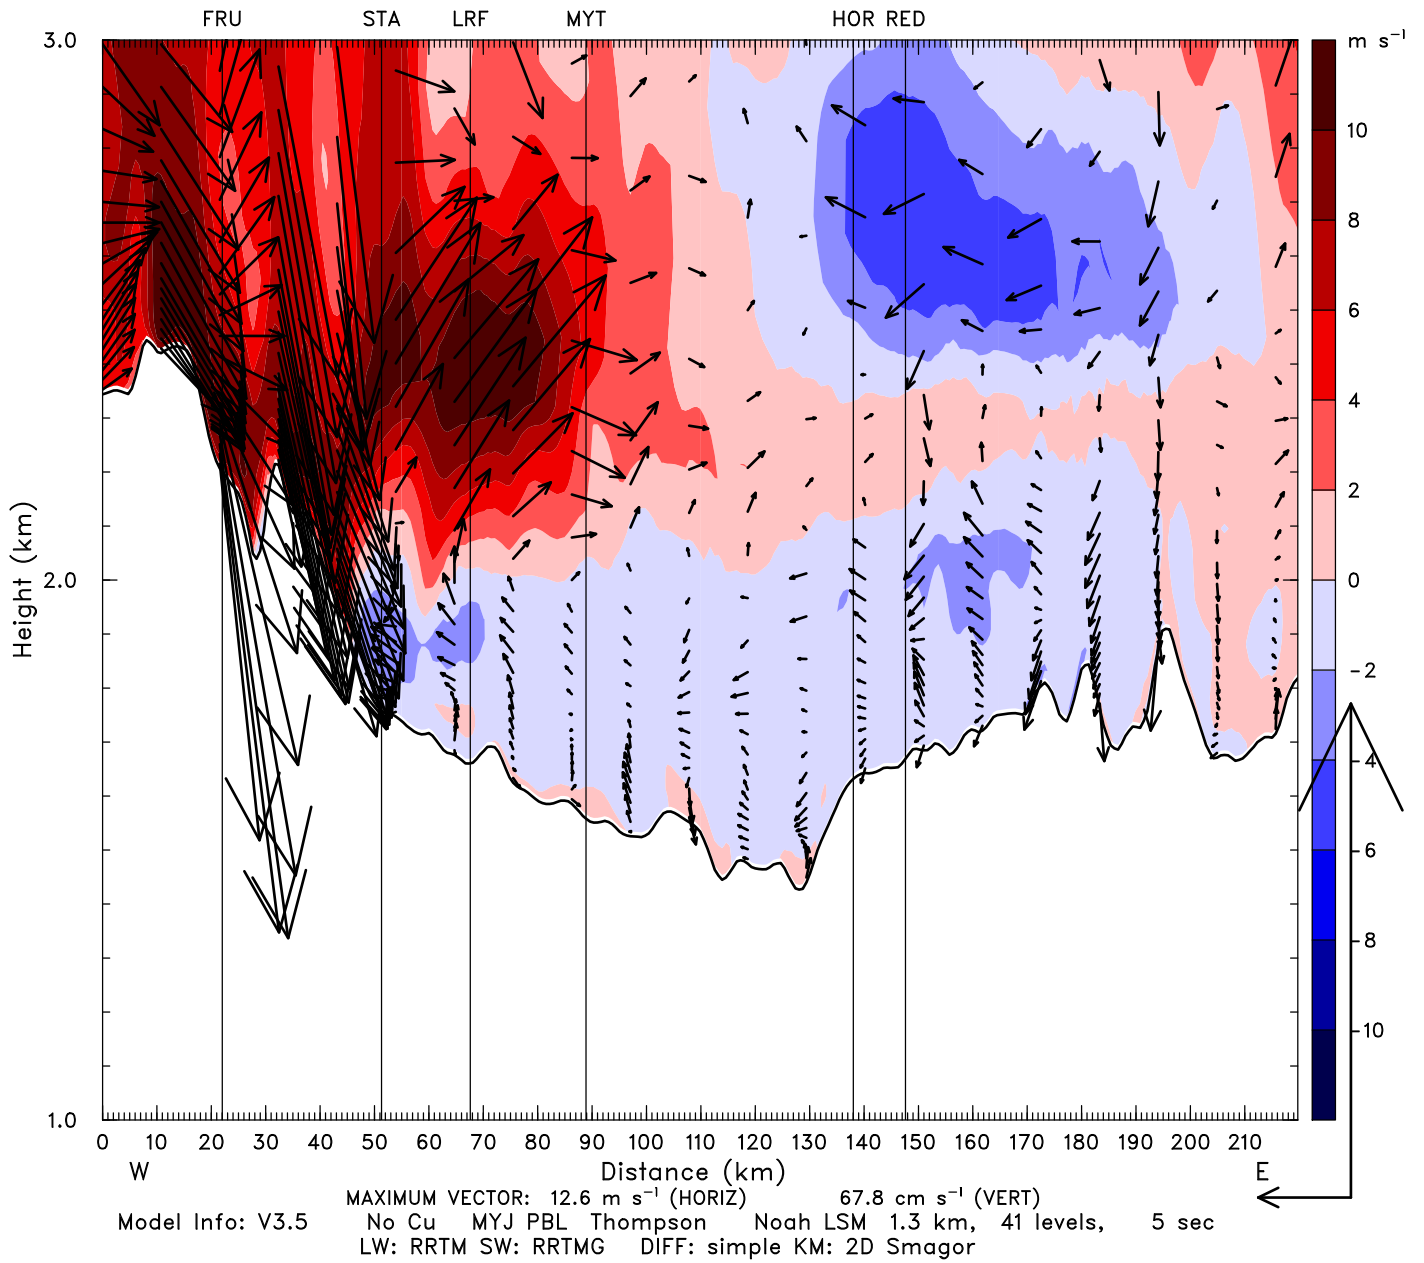 FRU STA LRF MYT HOR RED
3.0
m s⁻¹
10
8
6
4
2
2.0
0
Height (km)
-2
-4
-6
-8
-10
1.0
0 10 20 30 40 50 60 70 80 90 100 110 120 130 140 150 160 170 180 190 200 210
W Distance (km) E
MAXIMUM VECTOR: 12.6 m s⁻¹ (HORIZ) 67.8 cm s⁻¹ (VERT)
Model Info: V3.5 No Cu MYJ PBL Thompson Noah LSM 1.3 km, 41 levels, 5 sec
LW: RRTM SW: RRTMG DIFF: simple KM: 2D Smagor